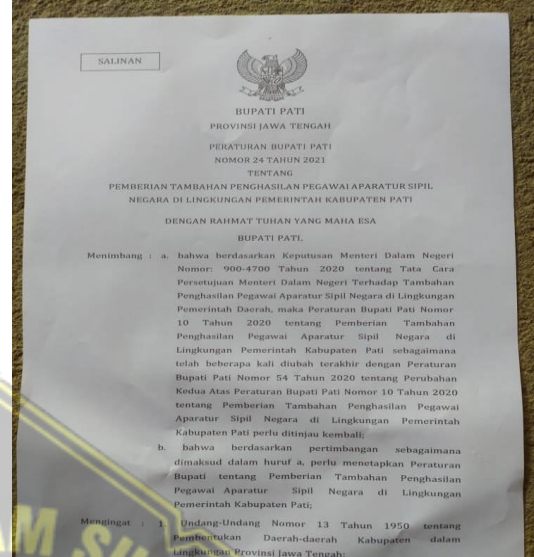 SALINAN
BUPATI PATI
PROVINSI JAWA TENGAH
PERATURAN BUPATI PATI
NOMOR 24 TAHUN 2021
TENTANG
PEMBERIAN TAMBAHAN PENGHASILAN PEGAWAI APARATUR SIPIL
NEGARA DI LINGKUNGAN PEMERINTAH KABUPATEN PATI
DENGAN RAHMAT TUHAN YANG MAHA ESA
BUPATI PATI,
Menimbang : a. bahwa berdasarkan Keputusan Menteri Dalam Negeri
Nomor: 900-4700 Tahun 2020 tentang Tata Cara
Persetujuan Menteri Dalam Negeri Terhadap Tambahan
Penghasilan Pegawai Aparatur Sipil Negara di Lingkungan
Pemerintah Daerah, maka Peraturan Bupati Pati Nomor
10 Tahun 2020 tentang Pemberian Tambahan
Penghasilan Pegawai Aparatur Sipil Negara di
Lingkungan Pemerintah Kabupaten Pati sebagaimana
telah beberapa kali diubah terakhir dengan Peraturan
Bupati Pati Nomor 54 Tahun 2020 tentang Perubahan
Kedua Atas Peraturan Bupati Pati Nomor 10 Tahun 2020
tentang Pemberian Tambahan Penghasilan Pegawai
Aparatur Sipil Negara di Lingkungan Pemerintah
Kabupaten Pati perlu ditinjau kembali;
b. bahwa berdasarkan pertimbangan sebagaimana
dimaksud dalam huruf a, perlu menetapkan Peraturan
Bupati tentang Pemberian Tambahan Penghasilan
Pegawai Aparatur Sipil Negara di Lingkungan
Pemerintah Kabupaten Pati;
Mengingat : 1. Undang-Undang Nomor 13 Tahun 1950 tentang
Pembentukan Daerah-daerah Kabupaten dalam
Lingkungan Provinsi Jawa Tengah;